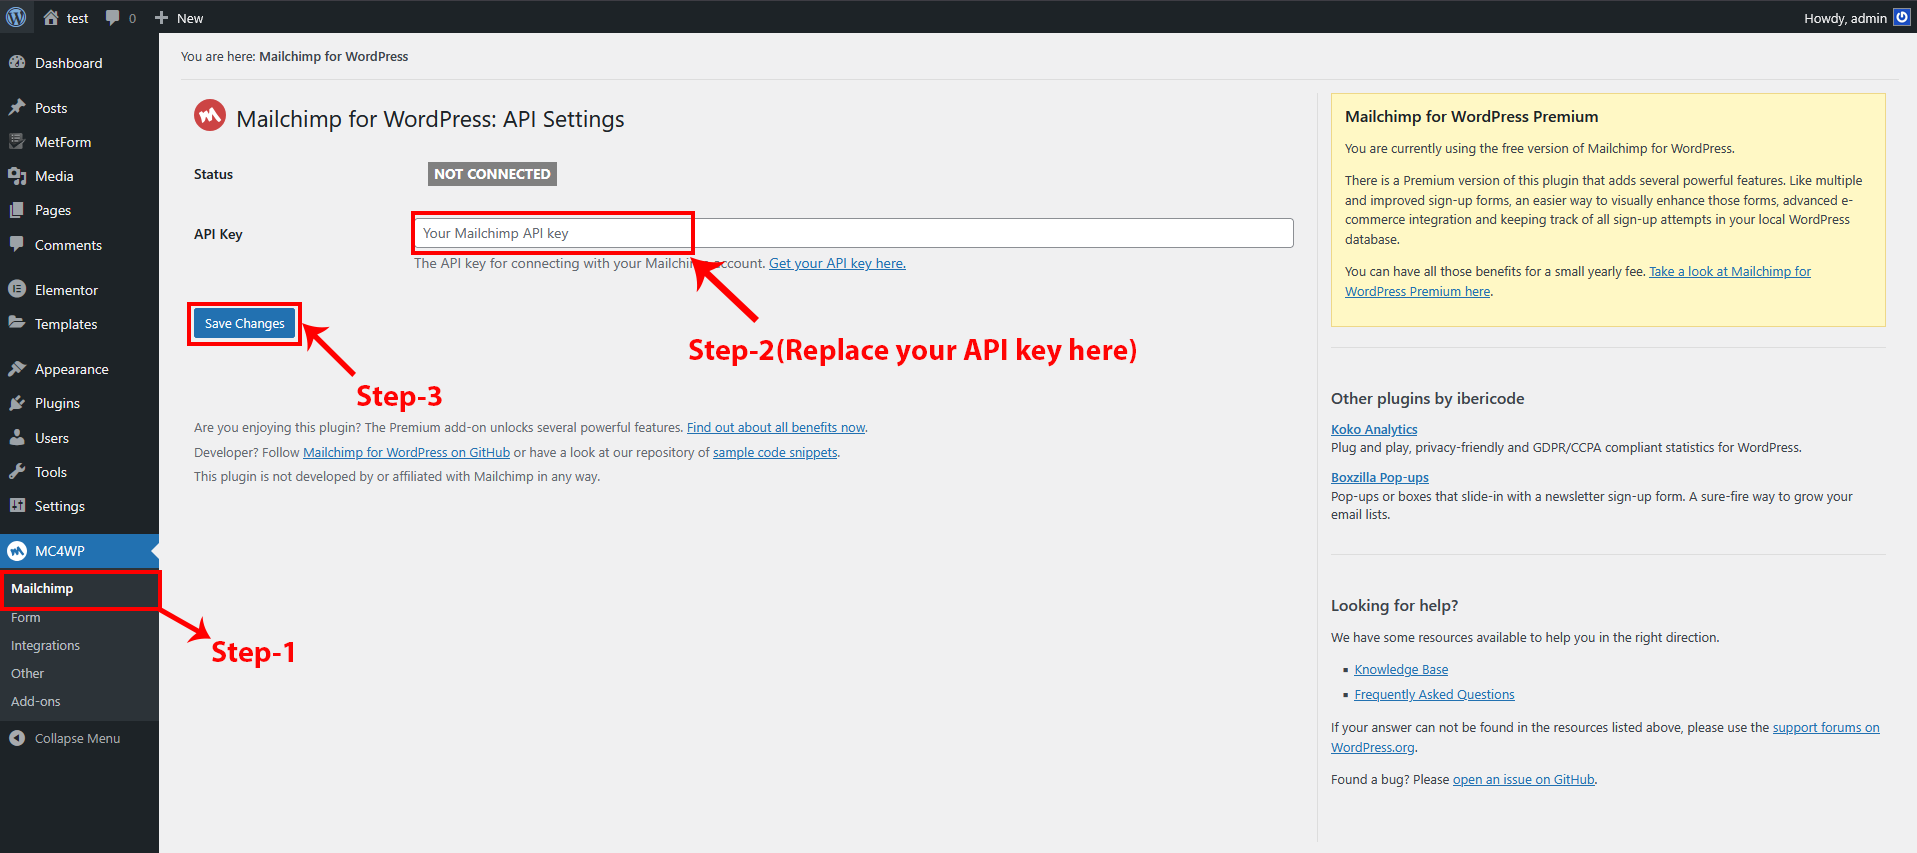 test
0
New
Howdy, admin
Dashboard
Posts
MetForm
Media
Pages
Comments
Elementor
Templates
Appearance
Plugins
Users
Tools
Settings
MC4WP
Mailchimp
Form
Integrations
Other
Add-ons
Collapse Menu
Step-1
You are here: Mailchimp for WordPress
Mailchimp for WordPress: API Settings
Status
NOT CONNECTED
API Key
Your Mailchimp API key
The API key for connecting with your Mailchimp account. Get your API key here.
Step-2(Replace your API key here)
Save Changes
Step-3
Are you enjoying this plugin? The Premium add-on unlocks several powerful features. Find out about all benefits now.
Developer? Follow Mailchimp for WordPress on GitHub or have a look at our repository of sample code snippets.
This plugin is not developed by or affiliated with Mailchimp in any way.
Mailchimp for WordPress Premium
You are currently using the free version of Mailchimp for WordPress.
There is a Premium version of this plugin that adds several powerful features. Like multiple
and improved sign-up forms, an easier way to visually enhance those forms, advanced e-
commerce integration and keeping track of all sign-up attempts in your local WordPress
database.
You can have all those benefits for a small yearly fee. Take a look at Mailchimp for
WordPress Premium here.
Other plugins by ibericode
Koko Analytics
Plug and play, privacy-friendly and GDPR/CCPA compliant statistics for WordPress.
Boxzilla Pop-ups
Pop-ups or boxes that slide-in with a newsletter sign-up form. A sure-fire way to grow your
email lists.
Looking for help?
We have some resources available to help you in the right direction.
Knowledge Base
Frequently Asked Questions
If your answer can not be found in the resources listed above, please use the support forums on
WordPress.org.
Found a bug? Please open an issue on GitHub.